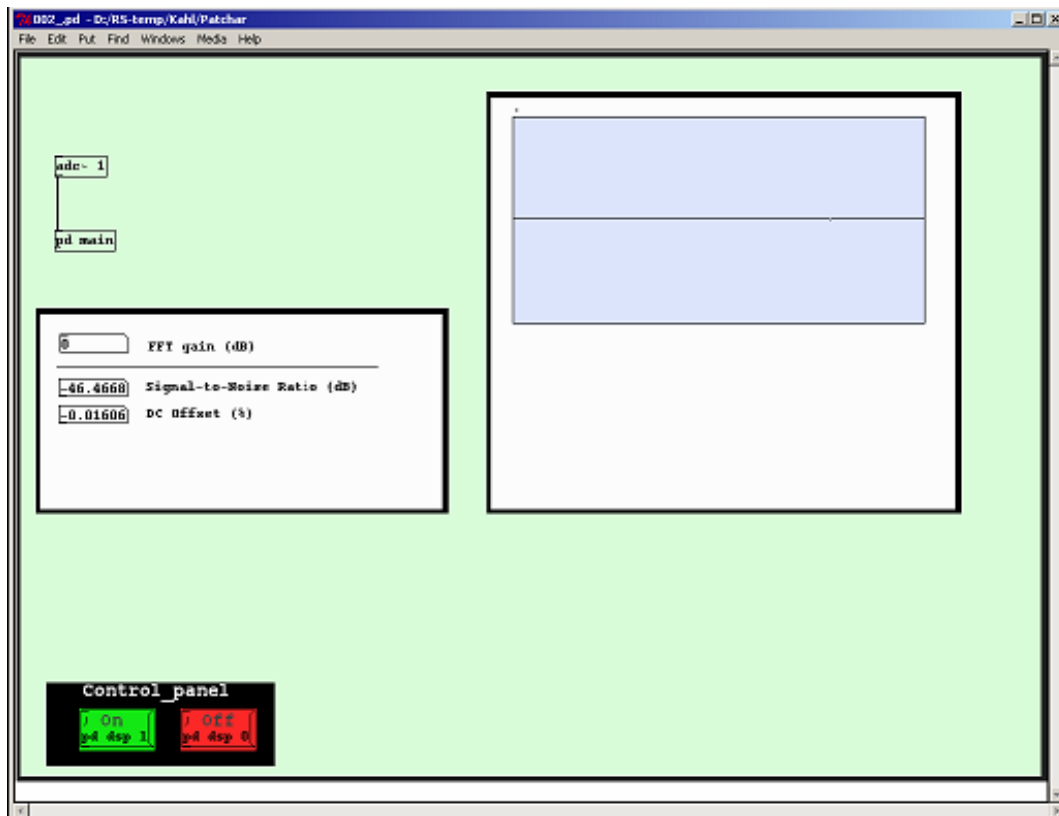 002_.pd - D:/RS-temp/Kahl/Patchar
File Edit Put Find Windows Media Help
adc~ 1
pd main
0 FFT gain (dB)
-46.4668 Signal-to-Noise Ratio (dB)
-0.01606 DC Offset (%)
Control_panel
On Off
pd dsp 1 pd dsp 0